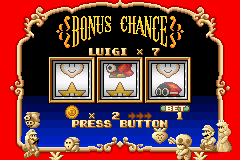 BONUS CHANCE
LUIGI × 7
BET
× 2 1
PRESS BUTTON